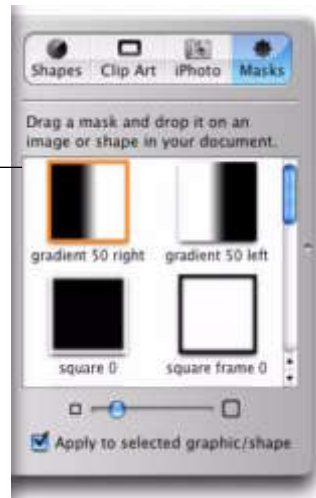 Shapes Clip Art iPhoto Masks
Drag a mask and drop it on an
image or shape in your document.
gradient 50 right gradient 50 left
square 0 square frame 0
Apply to selected graphic/shape